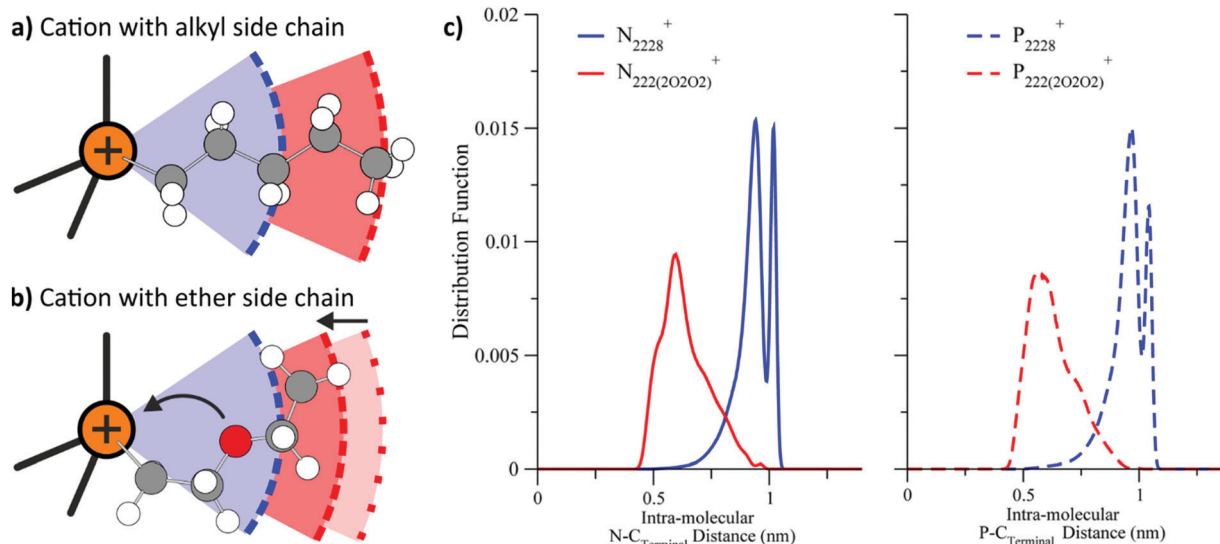 a) Cation with alkyl side chain
+
b) Cation with ether side chain
+
c)
0.02
0.015
0.01
0.005
0
Distribution Function
N2228+
N222(2O2O2)+
0
0.5
1
Intra-molecular
N-CTerminal Distance (nm)
P2228+
P222(2O2O2)+
0
0.5
1
Intra-molecular
P-CTerminal Distance (nm)